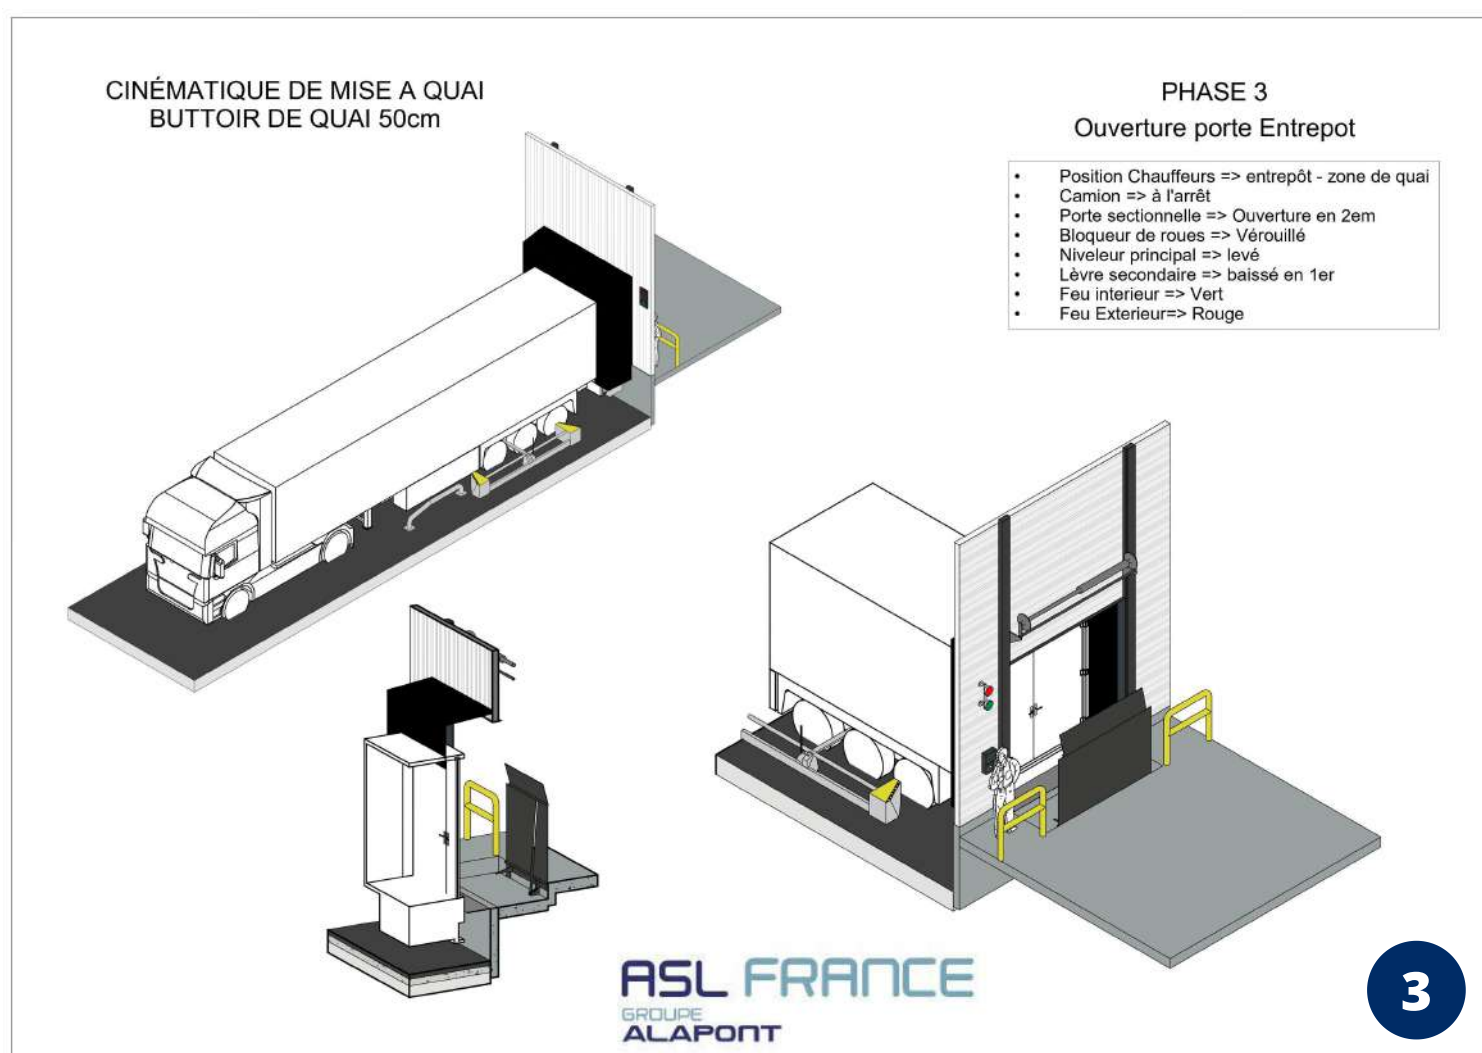 CINÉMATIQUE DE MISE A QUAI
BUTTOIR DE QUAI 50cm
PHASE 3
Ouverture porte Entrepot
• Position Chauffeurs => entrepôt - zone de quai
• Camion => à l'arrêt
• Porte sectionnelle => Ouverture en 2em
• Bloqueur de roues => Vérouillé
• Niveleur principal => levé
• Lèvre secondaire => baissé en 1er
• Feu interieur => Vert
• Feu Exterieur=> Rouge
ASL FRANCE
GROUPE
ALAPONT
3